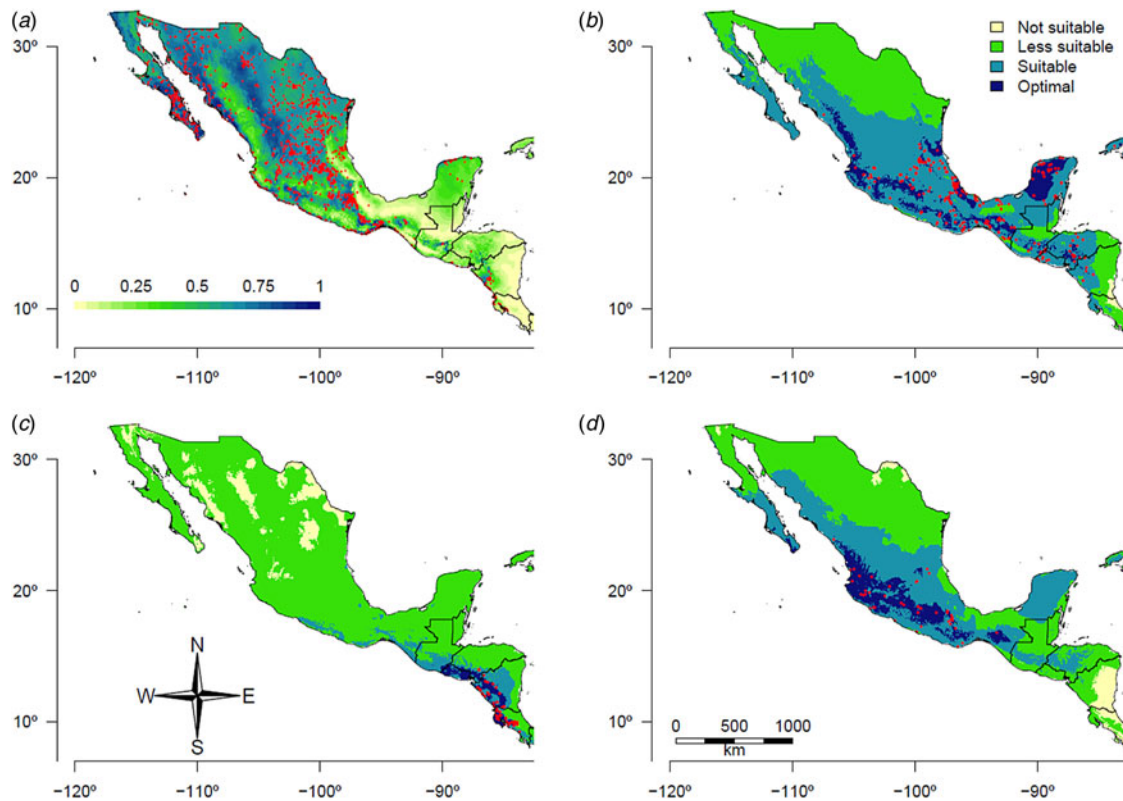 (a)
30º
20º
10º
0 0.25 0.5 0.75 1
−120º −110º −100º −90º
(b)
Not suitable
Less suitable
Suitable
Optimal
30º
20º
10º
−120º −110º −100º −90º
(c)
30º
20º
10º
N
W E
S
−120º −110º −100º −90º
(d)
30º
20º
10º
0 500 1000
km
−120º −110º −100º −90º